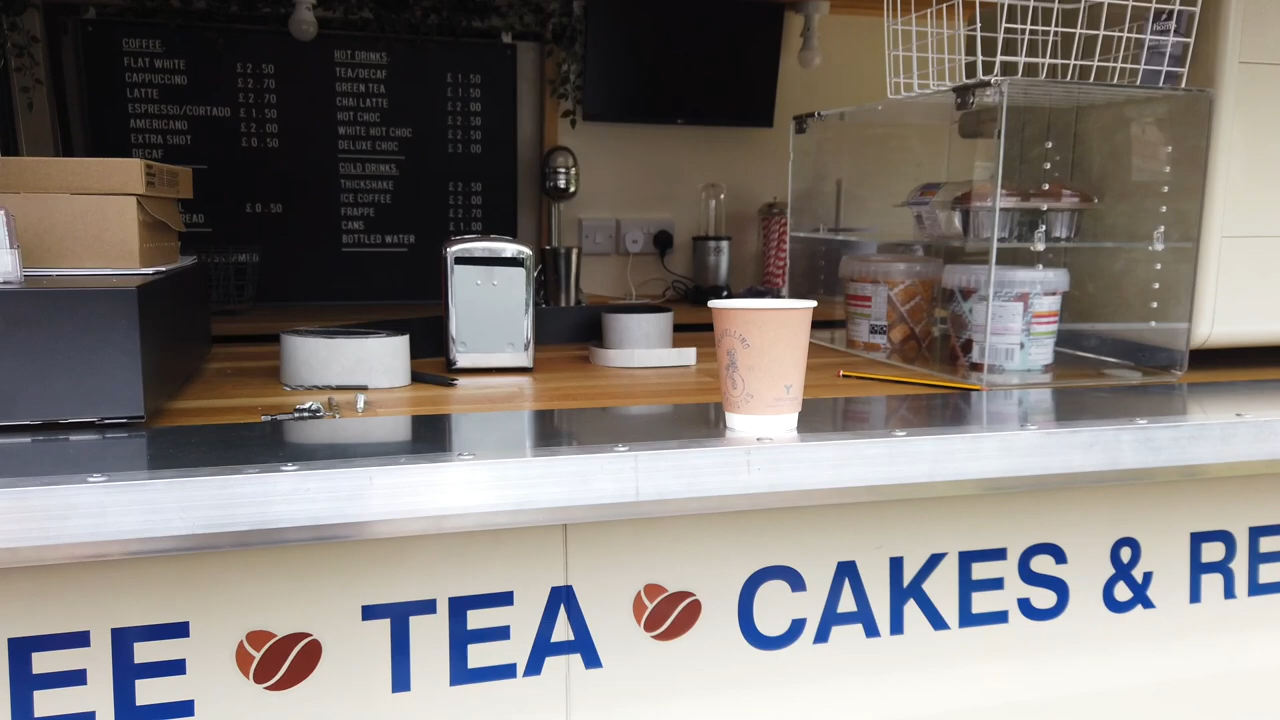 COFFEE.
FLAT WHITE £2.50
CAPPUCCINO £2.70
LATTE £2.70
ESPRESSO/CORTADO £1.50
AMERICANO £2.00
EXTRA SHOT £0.50
DECAF
READ £0.50
HOT DRINKS.
TEA/DECAF £1.50
GREEN TEA £1.50
CHAI LATTE £2.00
HOT CHOC £2.50
WHITE HOT CHOC £2.50
DELUXE CHOC £3.00
COLD DRINKS.
THICKSHAKE £2.50
ICE COFFEE £2.00
FRAPPE £2.70
CANS £1.00
BOTTLED WATER
home
EE TEA CAKES & RE